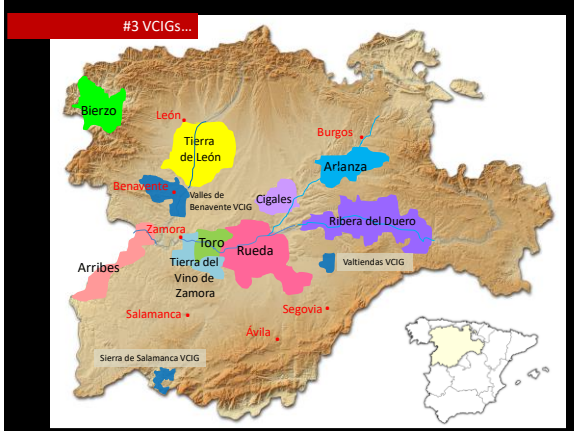 #3 VCIGs…
Bierzo
León
Tierra
de León
Burgos
Arlanza
Benavente
Valles de
Benavente VCIG
Cigales
Ribera del Duero
Zamora
Toro
Rueda
Arribes
Tierra del
Vino de
Zamora
Valtiendas VCIG
Salamanca
Segovia
Ávila
Sierra de Salamanca VCIG